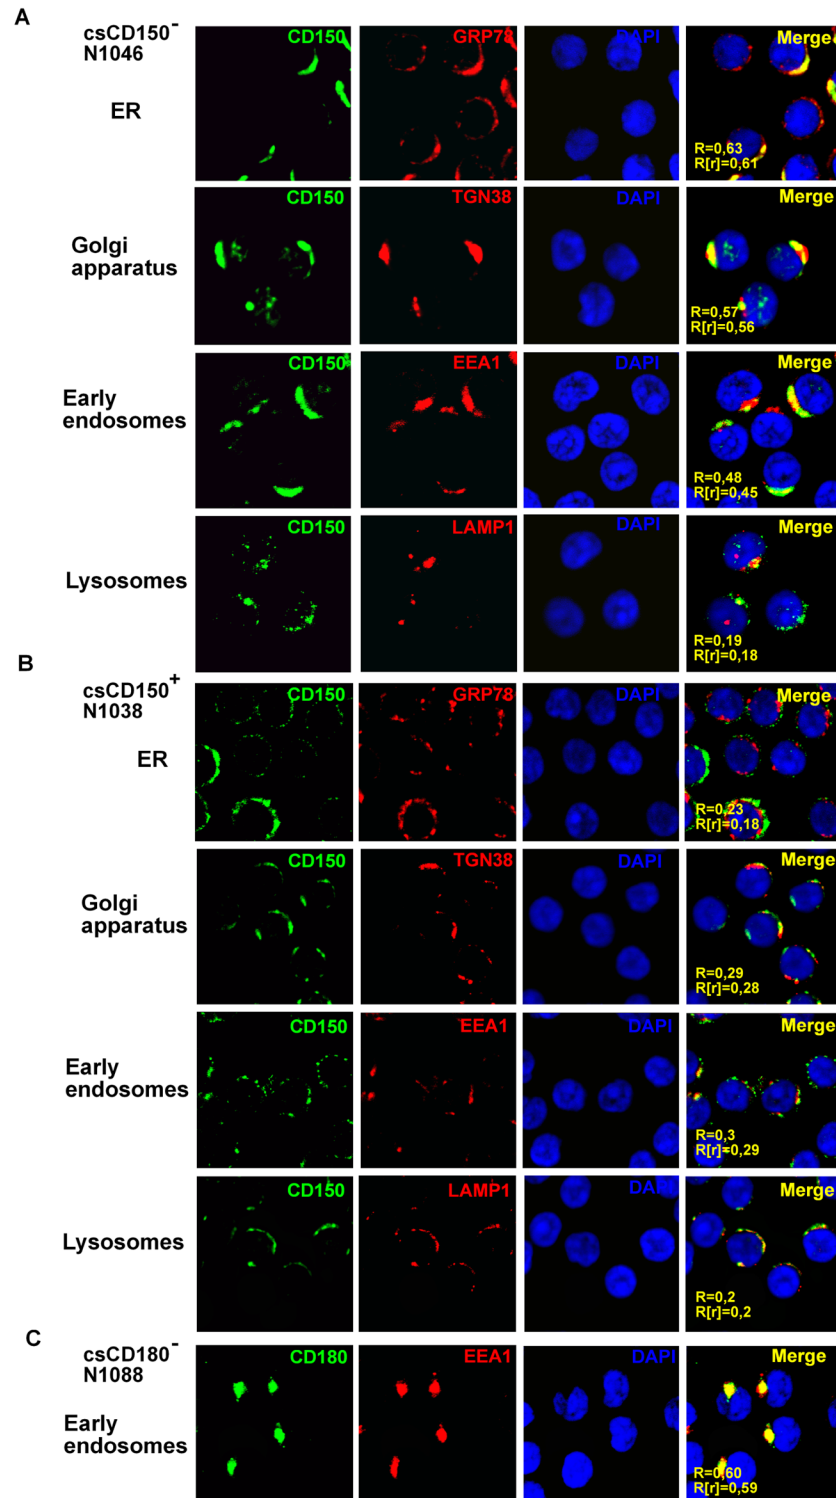 A
csCD150-
N1046
ER
CD150
GRP78
DAPI
Merge
R=0,63
R[r]=0,61
Golgi
apparatus
CD150
TGN38
DAPI
Merge
R=0,57
R[r]=0,56
Early
endosomes
CD150
EEA1
DAPI
Merge
R=0,48
R[r]=0,45
Lysosomes
CD150
LAMP1
DAPI
Merge
R=0,19
R[r]=0,18
B
csCD150+
N1038
ER
CD150
GRP78
DAPI
Merge
R=0,23
R[r]=0,18
Golgi
apparatus
CD150
TGN38
DAPI
Merge
R=0,29
R[r]=0,28
Early
endosomes
CD150
EEA1
DAPI
Merge
R=0,3
R[r]=0,29
Lysosomes
CD150
LAMP1
DAPI
Merge
R=0,2
R[r]=0,2
C
csCD180-
N1088
Early
endosomes
CD180
EEA1
DAPI
Merge
R=0,60
R[r]=0,59